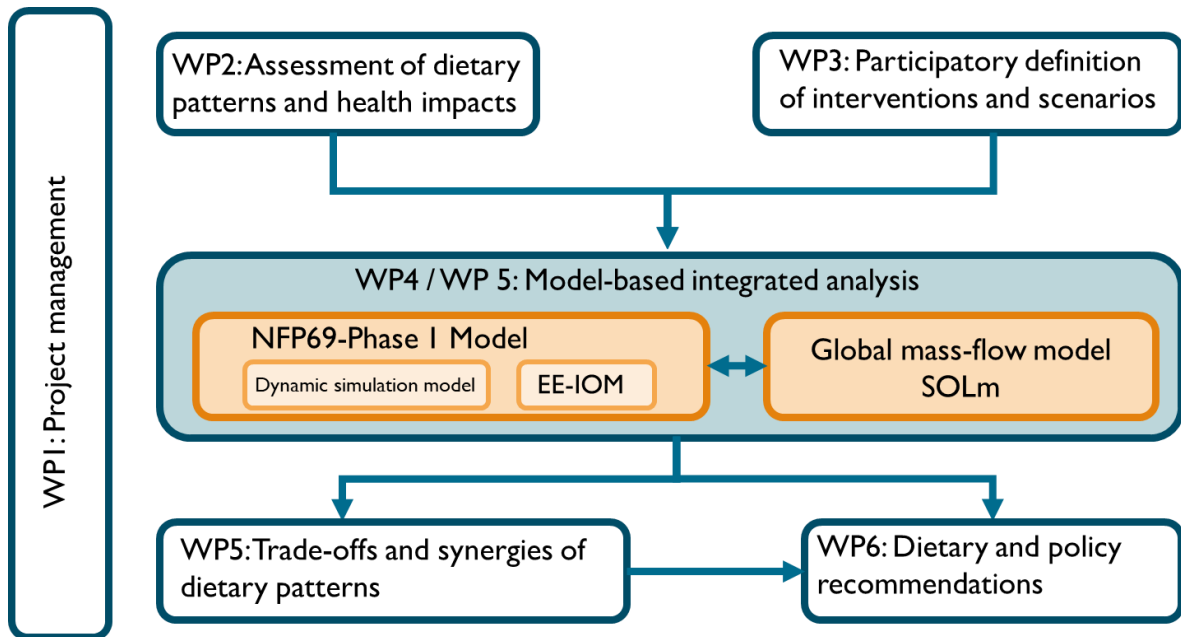 WP1: Project management
WP2: Assessment of dietary
patterns and health impacts
WP3: Participatory definition
of interventions and scenarios
WP4 / WP 5: Model-based integrated analysis
NFP69-Phase 1 Model
Dynamic simulation model
EE-IOM
Global mass-flow model
SOLm
WP5: Trade-offs and synergies of
dietary patterns
WP6: Dietary and policy
recommendations